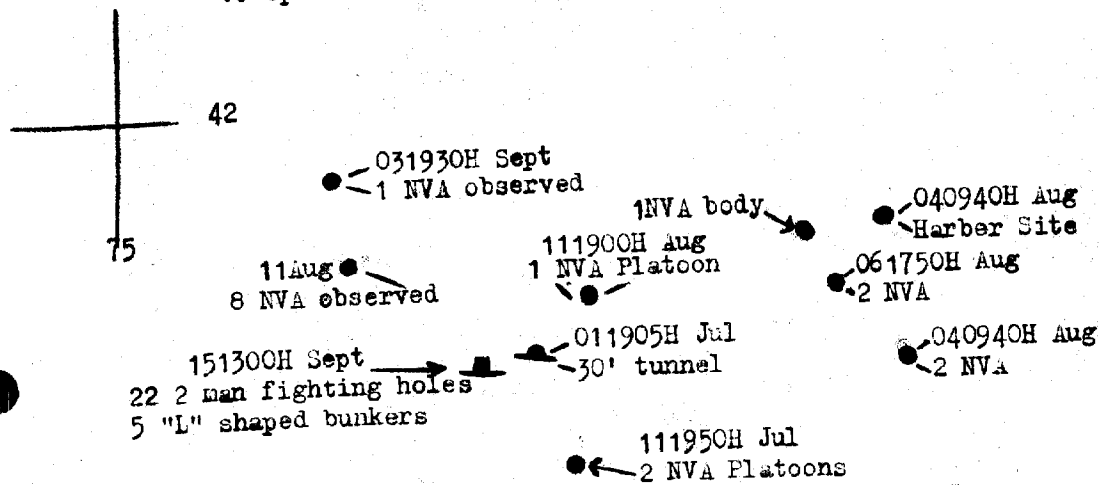 42
75
031930H Sept
1 NVA observed
1NVA body
040940H Aug
Harber Site
111900H Aug
1 NVA Platoon
11Aug
8 NVA observed
061750H Aug
2 NVA
011905H Jul
30' tunnel
040940H Aug
2 NVA
151300H Sept
22 2 man fighting holes
5 "L" shaped bunkers
111950H Jul
2 NVA Platoons